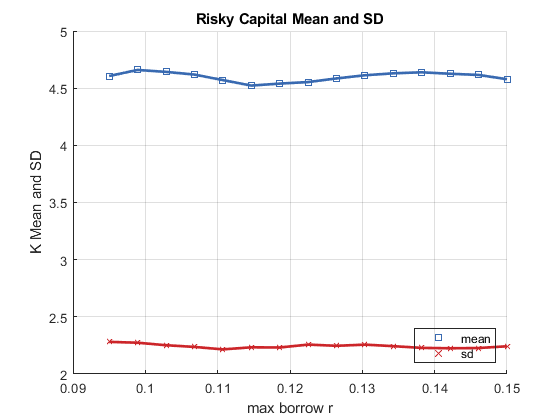 Risky Capital Mean and SD
K Mean and SD
5
4.5
4
3.5
3
2.5
2
0.09
0.1
0.11
0.12
0.13
0.14
0.15
max borrow r
mean
sd